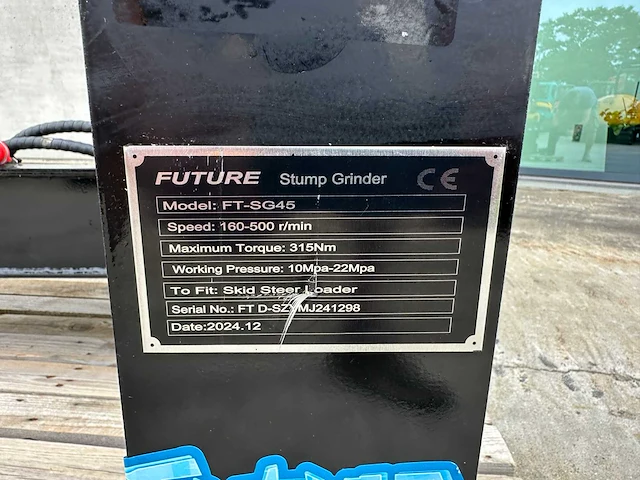 FUTURE Stump Grinder CE
Model: FT-SG45
Speed: 160-500 r/min
Maximum Torque: 315Nm
Working Pressure: 10Mpa-22Mpa
To Fit: Skid Steer Loader
Serial No.: FT D-SZYMJ241298
Date:2024.12